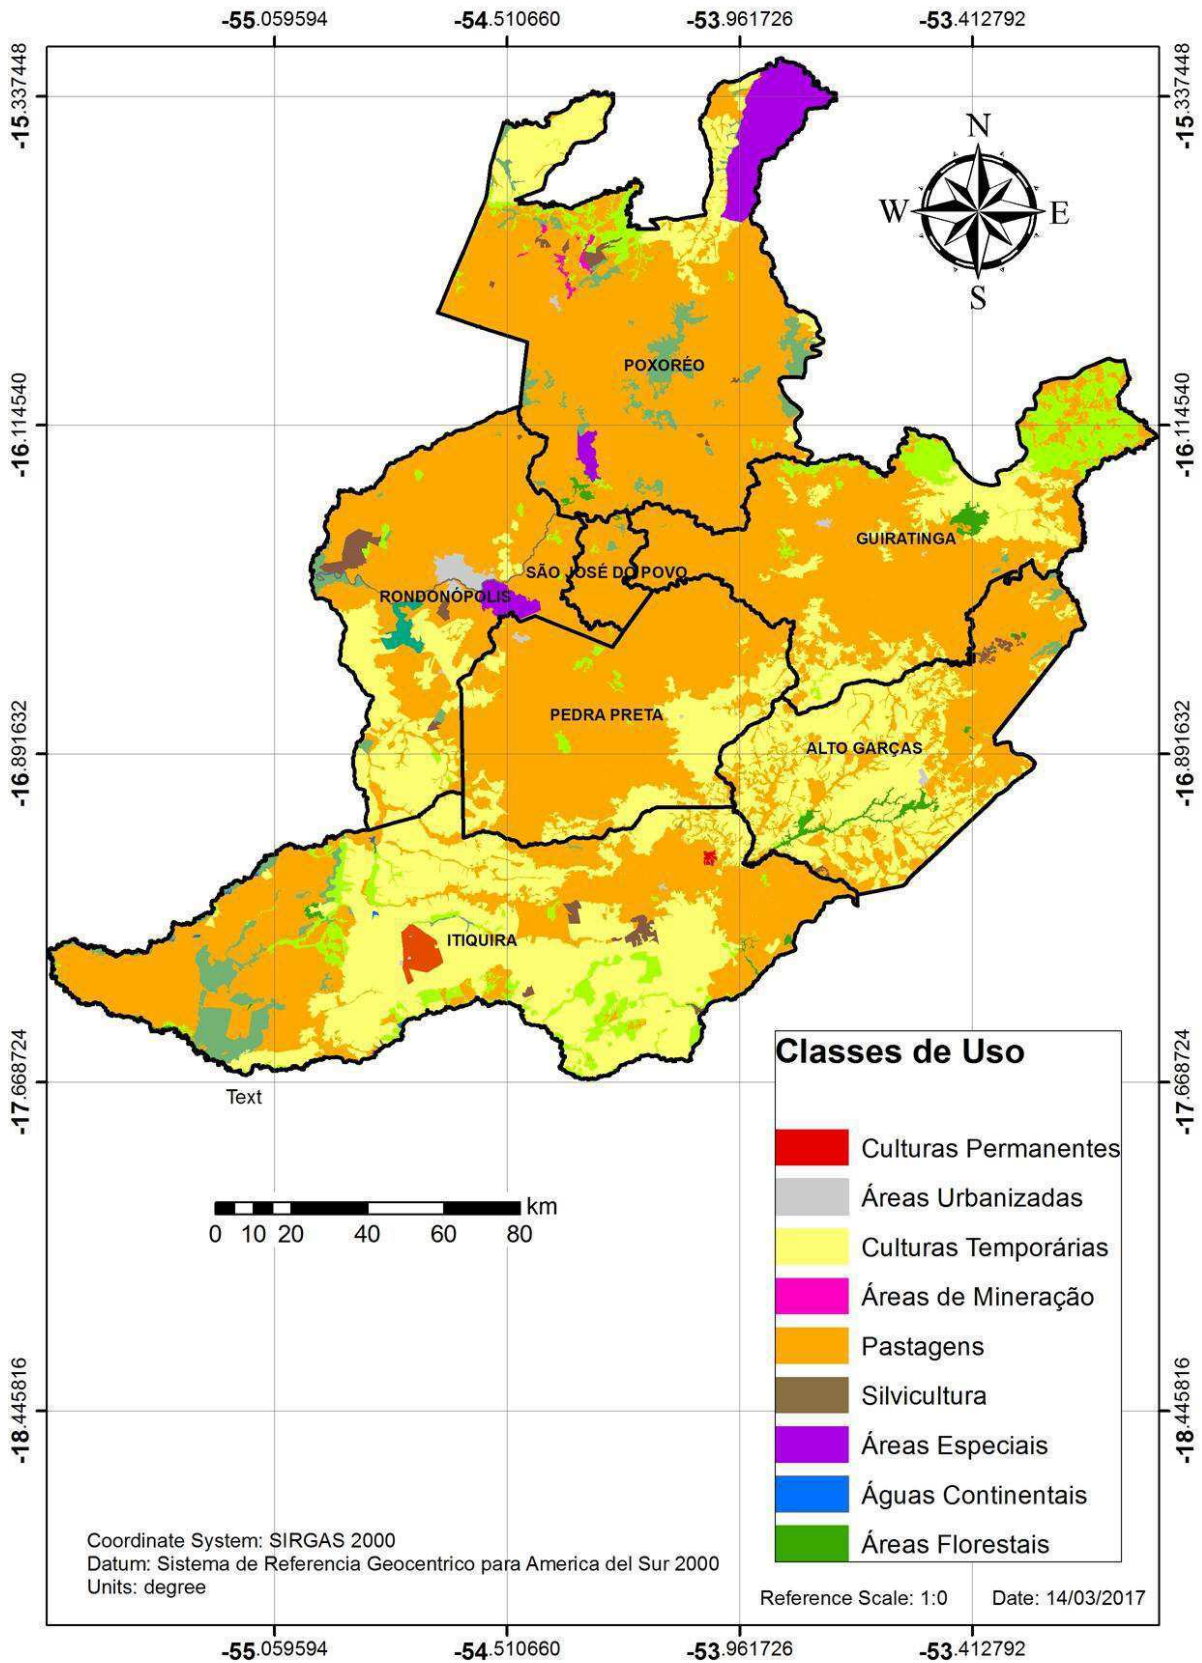 -55.059594 -54.510660 -53.961726 -53.412792
-15.337448 -15.337448
N
W E
S
POXORÉO
-16.114540 -16.114540
GUIRATINGA
SÃO JOSÉ DO POVO
RONDONÓPOLIS
PEDRA PRETA
ALTO GARÇAS
-16.891632 -16.891632
ITIQUIRA
-17.668724 -17.668724
Text
Classes de Uso
Culturas Permanentes
Áreas Urbanizadas
Culturas Temporárias
Áreas de Mineração
Pastagens
Silvicultura
Áreas Especiais
Águas Continentais
Áreas Florestais
km
0 10 20 40 60 80
-18.445816 -18.445816
Coordinate System: SIRGAS 2000
Datum: Sistema de Referencia Geocentrico para America del Sur 2000
Units: degree
Reference Scale: 1:0 Date: 14/03/2017
-55.059594 -54.510660 -53.961726 -53.412792